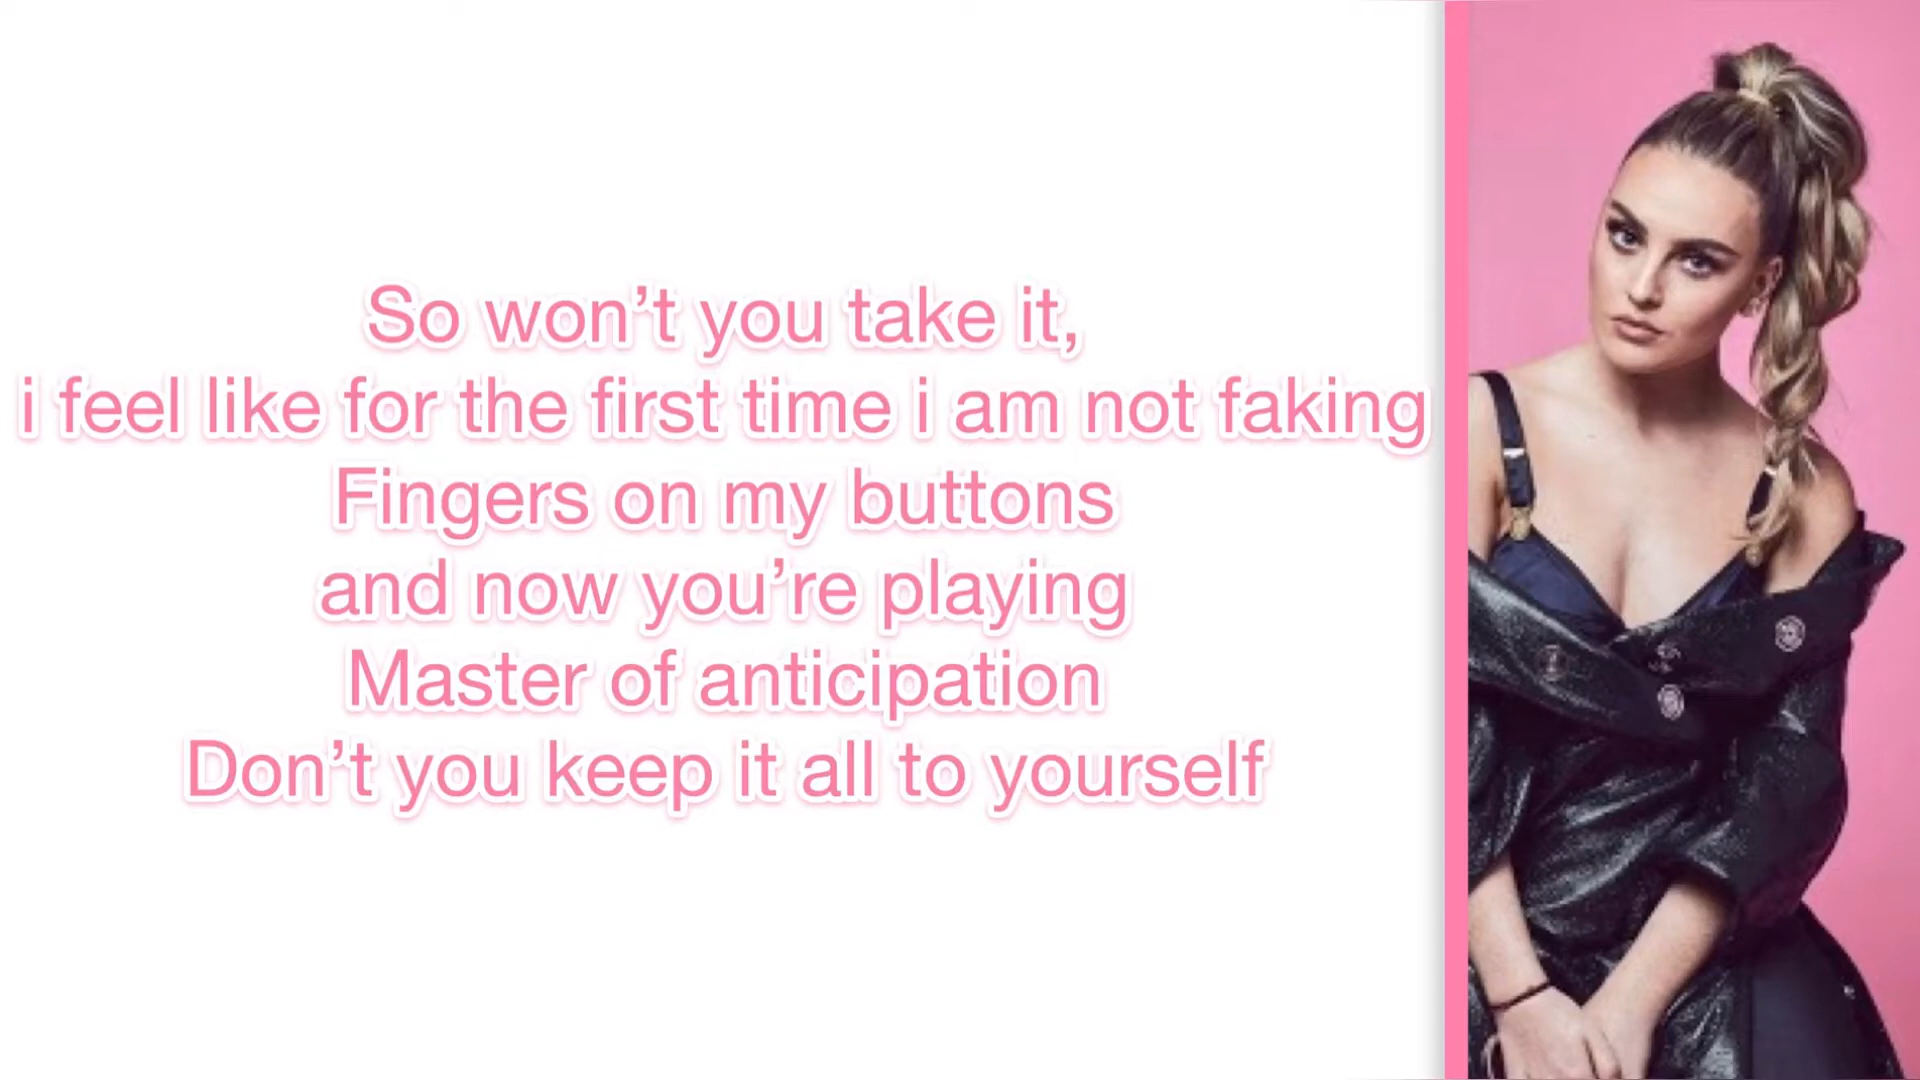 So won’t you take it,
i feel like for the first time i am not faking
Fingers on my buttons
and now you’re playing
Master of anticipation
Don’t you keep it all to yourself